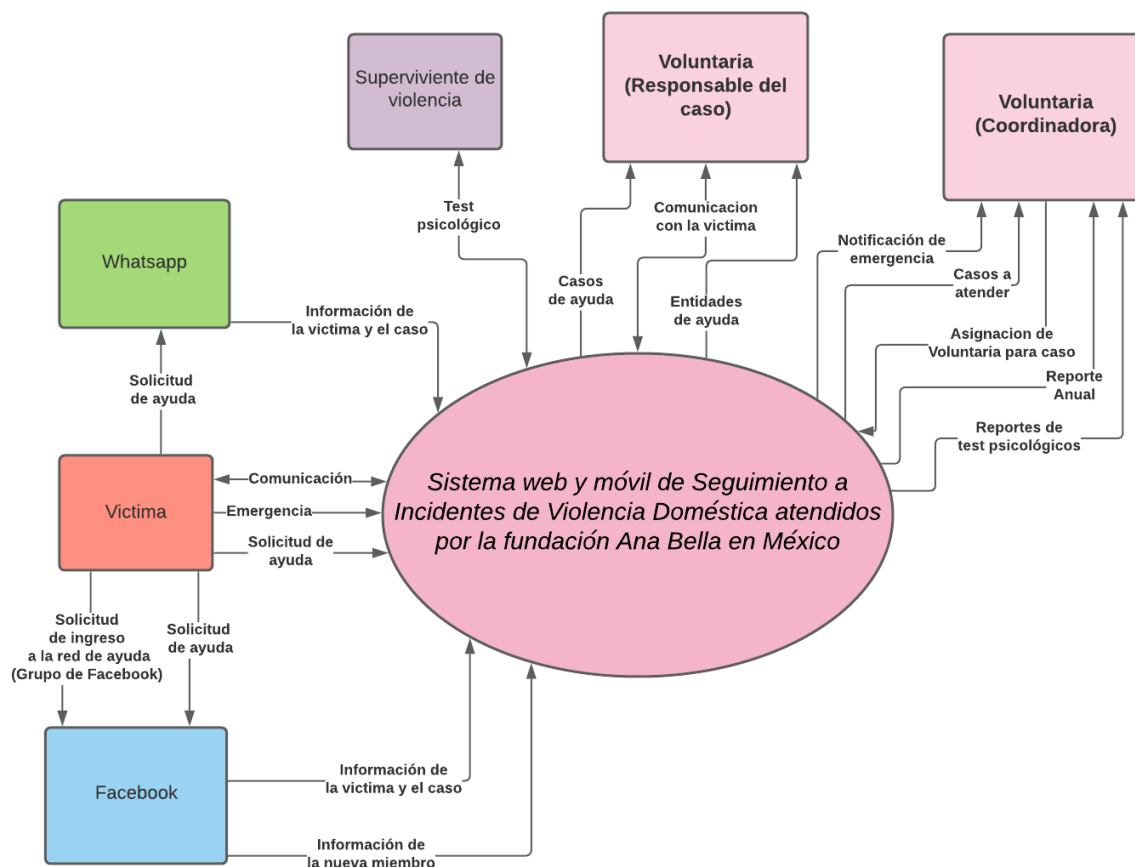 Superviviente de
violencia
Voluntaria
(Responsable del
caso)
Voluntaria
(Coordinadora)
Test
psicológico
Comunicacion
con la victima
Notificación de
emergencia
Whatsapp
Casos
de ayuda
Entidades
de ayuda
Casos a
atender
Información de
la victima y el caso
Asignacion de
Voluntaria para caso
Solicitud
de ayuda
Reporte
Anual
Reportes de
test psicológicos
Victima
Comunicación
Emergencia
Solicitud de
ayuda
Sistema web y móvil de Seguimiento a
Incidentes de Violencia Doméstica atendidos
por la fundación Ana Bella en México
Solicitud
de ingreso
a la red de ayuda
(Grupo de Facebook)
Solicitud
de ayuda
Facebook
Información de
la victima y el caso
Información de
la nueva miembro